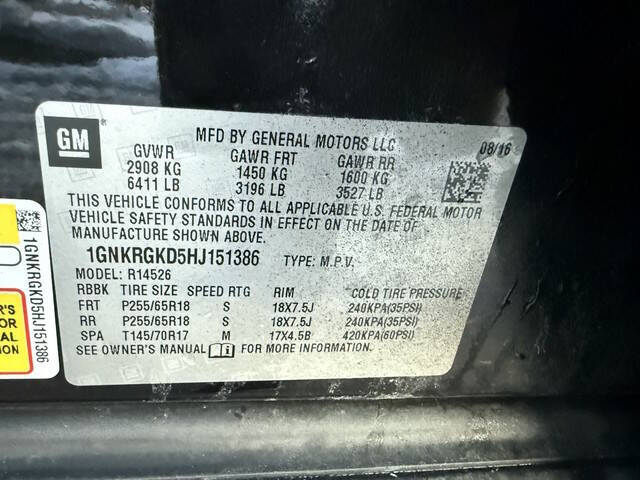 GM
MFD BY GENERAL MOTORS LLC 08/16
GVWR GAWR FRT GAWR RR
2908 KG 1450 KG 1600 KG
6411 LB 3196 LB 3527 LB
THIS VEHICLE CONFORMS TO ALL APPLICABLE U.S. FEDERAL MOTOR
VEHICLE SAFETY STANDARDS IN EFFECT ON THE DATE OF
MANUFACTURE SHOWN ABOVE.
1GNKRGKD5HJ151386 TYPE: M.P.V.
MODEL: R14526
RBBK TIRE SIZE SPEED RTG RIM COLD TIRE PRESSURE
FRT P255/65R18 S 18X7.5J 240KPA(35PSI)
RR P255/65R18 S 18X7.5J 240KPA(35PSI)
SPA T145/70R17 M 17X4.5B 420KPA(60PSI)
SEE OWNER'S MANUAL FOR MORE INFORMATION
1GNKRGKD5HJ151386